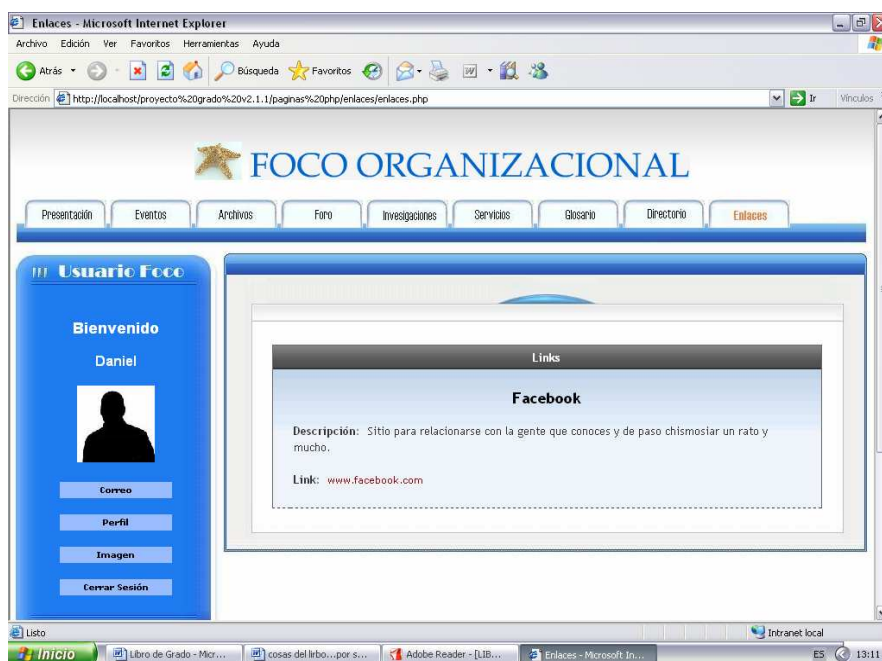 Enlaces - Microsoft Internet Explorer
Archivo Edición Ver Favoritos Herramientas Ayuda
Atrás Búsqueda Favoritos
Dirección http://localhost/proyecto%20grado%20v2.1.1/paginas%20php/enlaces/enlaces.php Ir Vínculos
FOCO ORGANIZACIONAL
Presentación Eventos Archivos Foro Invesigaciones Servicios Glosario Directorio Enlaces
Usuario Foco
Bienvenido
Daniel
Correo
Perfil
Imagen
Cerrar Sesión
Links
Facebook
Descripción: Sitio para relacionarse con la gente que conoces y de paso chismosiar un rato y
mucho.
Link: www.facebook.com
Listo Intranet local
Inicio Libro de Grado - Micr... cosas del lirbo...por s... Adobe Reader - [LIB... Enlaces - Microsoft In... ES 13:11